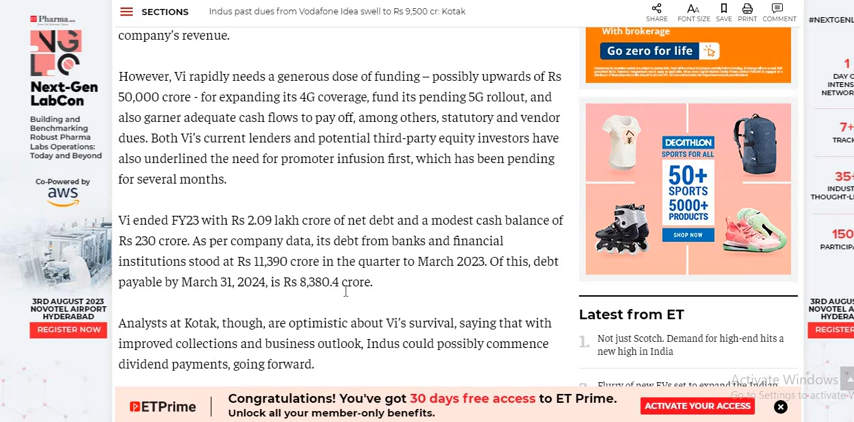 SECTIONS
Indus past dues from Vodafone Idea swell to Rs 9,500 cr: Kotak
SHARE
FONT SIZE
SAVE
PRINT
COMMENT
Pharma
Next-Gen
LabCon
Building and
Benchmarking
Robust Pharma
Labs Operations:
Today and Beyond
Co-Powered by
aws
3RD AUGUST 2023
NOVOTEL AIRPORT
HYDERABAD
REGISTER NOW
company's revenue.
However, Vi rapidly needs a generous dose of funding – possibly upwards of Rs
50,000 crore - for expanding its 4G coverage, fund its pending 5G rollout, and
also garner adequate cash flows to pay off, among others, statutory and vendor
dues. Both Vi's current lenders and potential third-party equity investors have
also underlined the need for promoter infusion first, which has been pending
for several months.
Vi ended FY23 with Rs 2.09 lakh crore of net debt and a modest cash balance of
Rs 230 crore. As per company data, its debt from banks and financial
institutions stood at Rs 11,390 crore in the quarter to March 2023. Of this, debt
payable by March 31, 2024, is Rs 8,380.4 crore.
Analysts at Kotak, though, are optimistic about Vi's survival, saying that with
improved collections and business outlook, Indus could possibly commence
dividend payments, going forward.
With brokerage
Go zero for life
DECATHLON
SPORTS FOR ALL
50+
SPORTS
5000+
PRODUCTS
SHOP NOW
Latest from ET
1. Not just Scotch. Demand for high-end hits a
new high in India
Flurry of new EVs set to expand the Indian
#NEXTGENL
1
DAY O
INTENS
NETWOR
7+
TRACK
35+
INDUST
THOUGHT-L
150
PARTICIPA
3RD A
NOVOT
HY
REGISTER
Activate Windows
Go to Settings to activate W
ETPrime
Congratulations! You've got 30 days free access to ET Prime.
Unlock all your member-only benefits.
ACTIVATE YOUR ACCESS